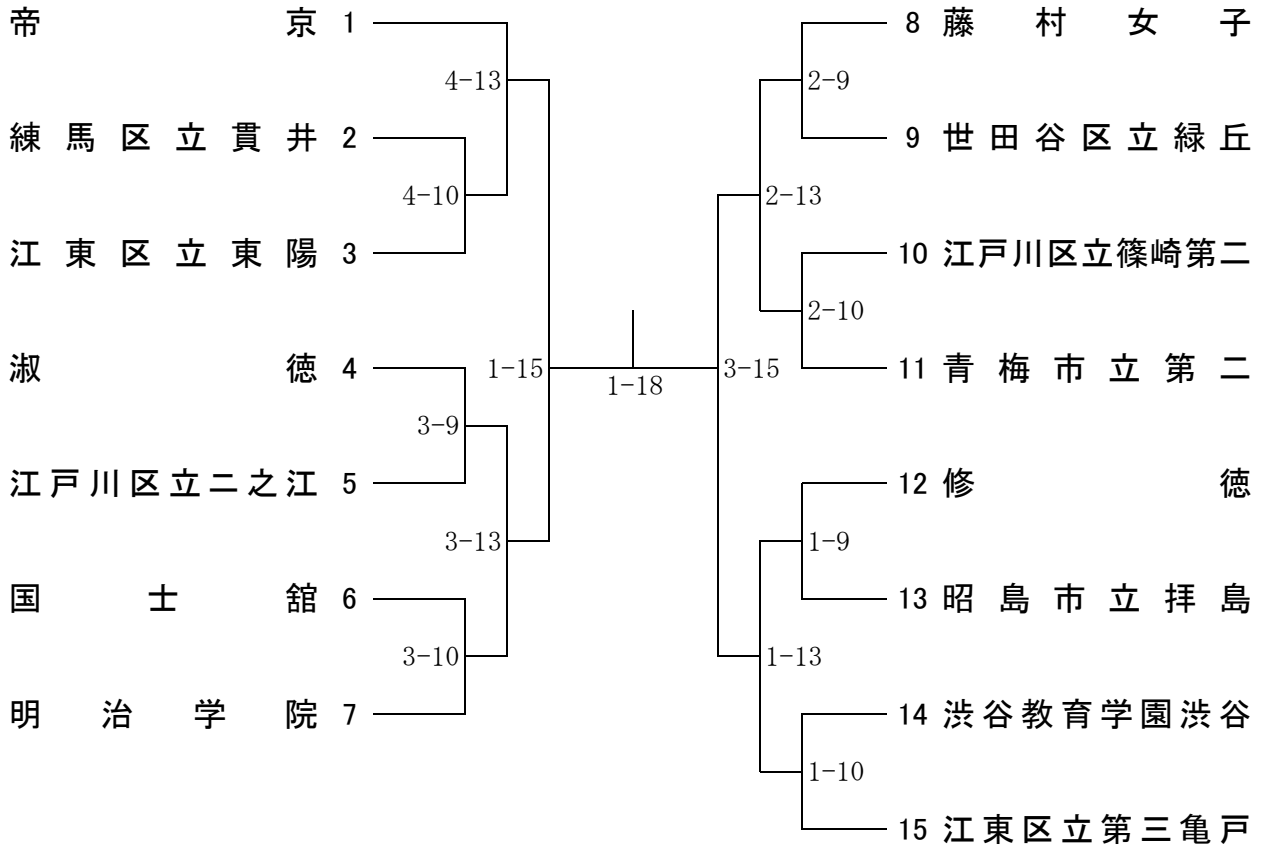 帝京 1
4-13
練馬区立貫井 2
4-10
江東区立東陽 3
淑徳 4
1-15
3-9
江戸川区立二之江 5
3-13
国士舘 6
3-10
明治学院 7
1-18
8 藤村女子
2-9
9 世田谷区立緑丘
2-13
10 江戸川区立篠崎第二
2-10
11 青梅市立第二
3-15
12 修徳
1-9
13 昭島市立拝島
1-13
14 渋谷教育学園渋谷
1-10
15 江東区立第三亀戸